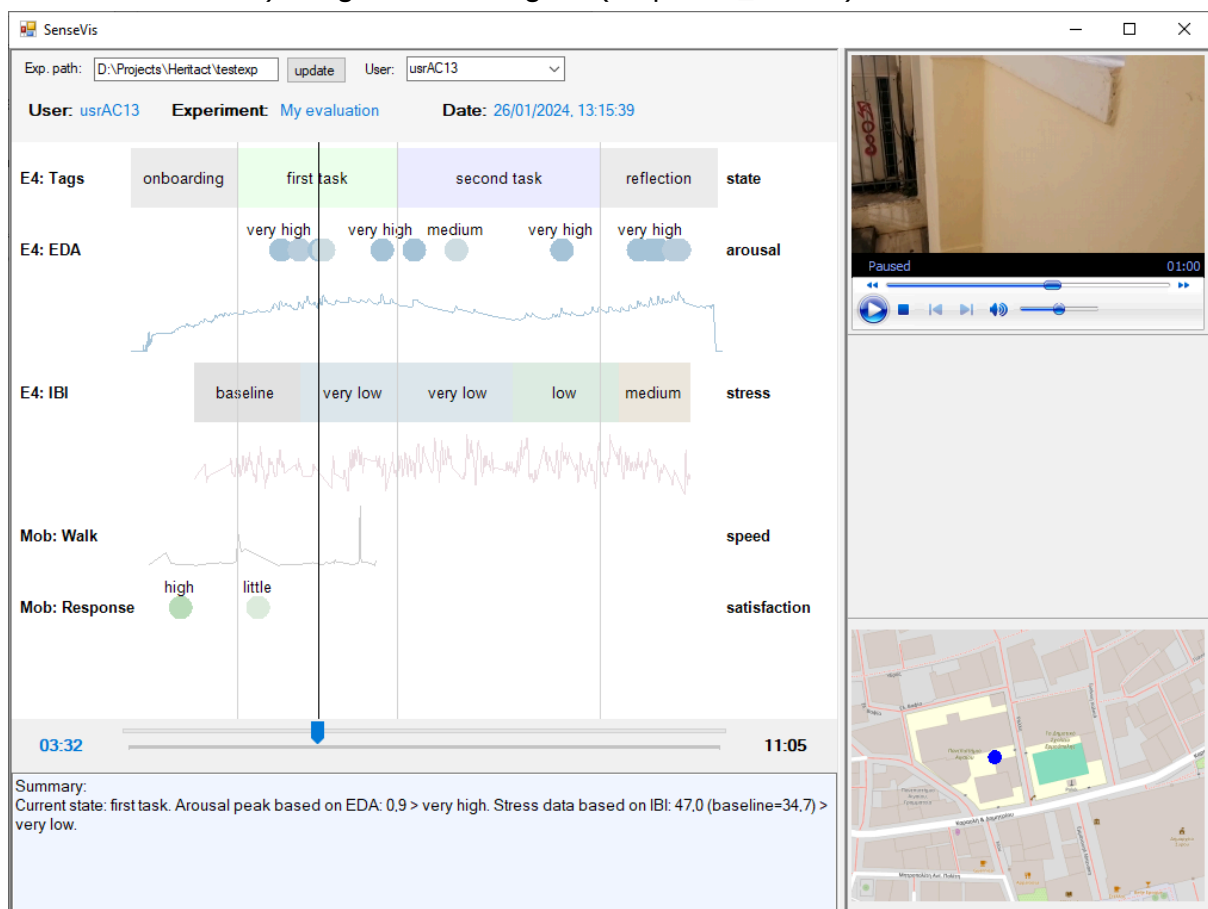 SenseVis
Exp. path: D:\Projects\Heritact\testexp update User: usrAC13
User: usrAC13 Experiment: My evaluation Date: 26/01/2024, 13:15:39
E4: Tags onboarding first task second task reflection state
very high very high medium very high very high
E4: EDA arousal
E4: IBI baseline very low very low low medium stress
Mob: Walk speed
high little
Mob: Response satisfaction
03:32 11:05
Summary:
Current state: first task. Arousal peak based on EDA: 0,9 > very high. Stress data based on IBI: 47,0 (baseline=34,7) >
very low.
Paused 01:00
Καραολή & Δημητρίου